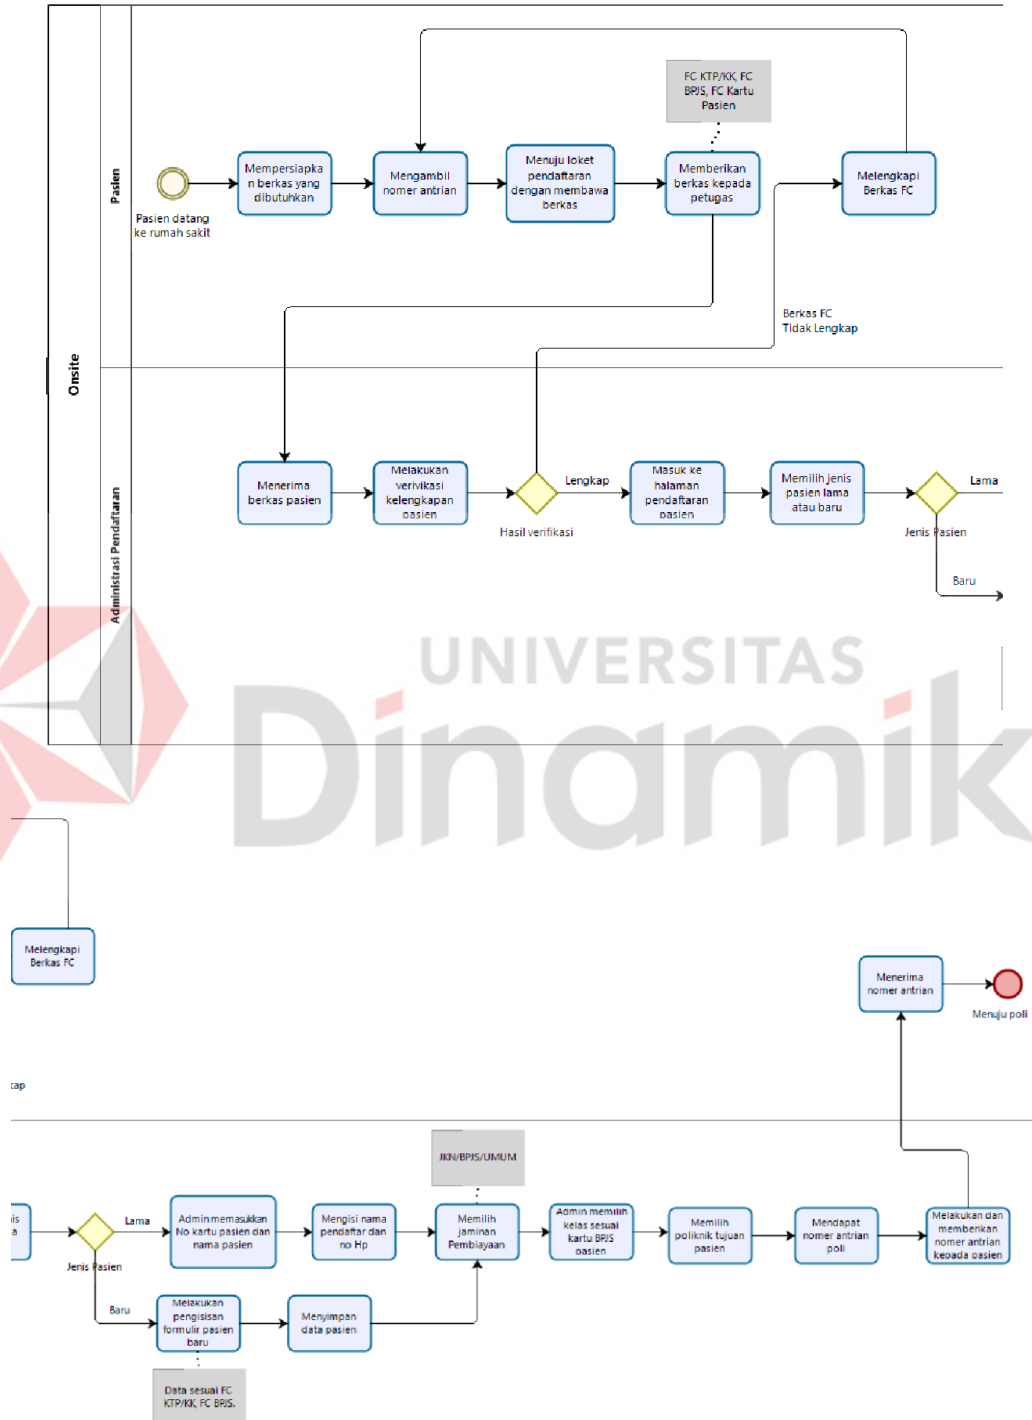 Onsite
Pasien
Pasien datang
ke rumah sakit
Mempersiapka
n berkas yang
dibutuhkan
Mengambil
nomer antrian
Menuju loket
pendaftaran
dengan membawa
berkas
FC KTP/KK, FC
BPJS, FC Kartu
Pasien
Memberikan
berkas kepada
petugas
Melengkapi
Berkas FC
Berkas FC
Tidak Lengkap
Administrasi Pendaftaran
Menerima
berkas pasien
Melakukan
verivikasi
kelengkapan
pasien
Hasil verifikasi
Lengkap
Masuk ke
halaman
pendaftaran
pasien
Memilih jenis
pasien lama
atau baru
Jenis Pasien
Lama
Baru
UNIVERSITAS
Dinamik
Melengkapi
Berkas FC
Menerima
nomer antrian
Menuju poli
kap
nis
a
Jenis Pasien
Lama
Admin memasukkan
No kartu pasien dan
nama pasien
Mengisi nama
pendaftar dan
no Hp
JKN/BPJS/UMUM
Memilih
jaminan
Pembiayaan
Admin memilih
kelas sesuai
kartu BPJS
pasien
Memilih
poliknik tujuan
pasien
Mendapat
nomer antrian
poli
Melakukan dan
memberikan
nomer antrian
kepada pasien
Baru
Melakukan
pengisisan
formulir pasien
baru
Menyimpan
data pasien
Data sesuai FC
KTP/KK, FC BPJS.